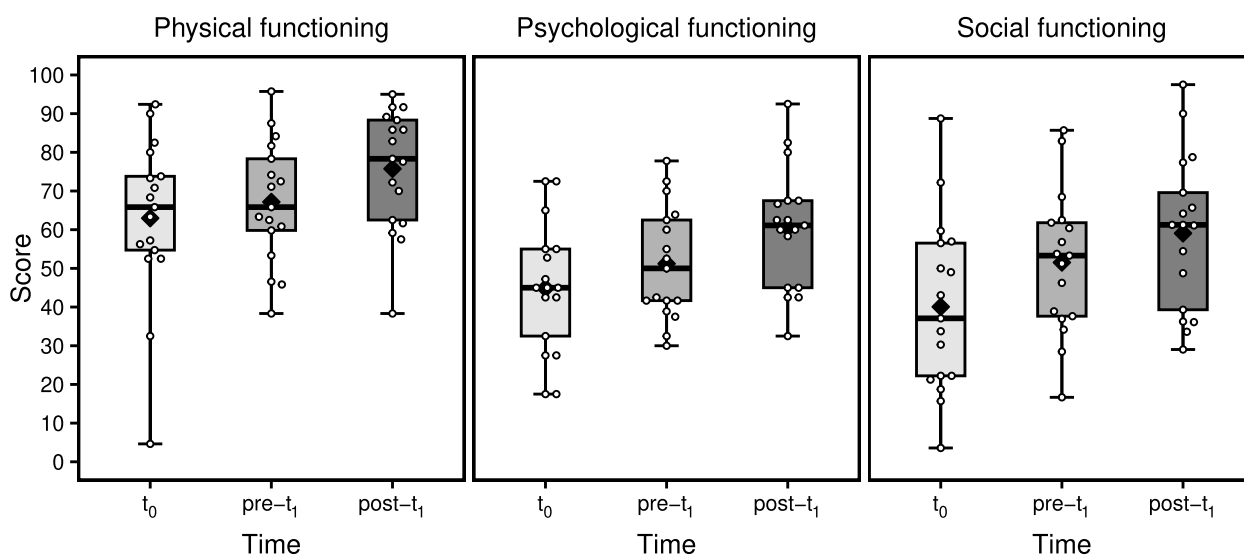 Physical functioning
Psychological functioning
Social functioning
Score
100
90
80
70
60
50
40
30
20
10
0
t₀ pre−t₁ post−t₁
t₀ pre−t₁ post−t₁
t₀ pre−t₁ post−t₁
Time
Time
Time